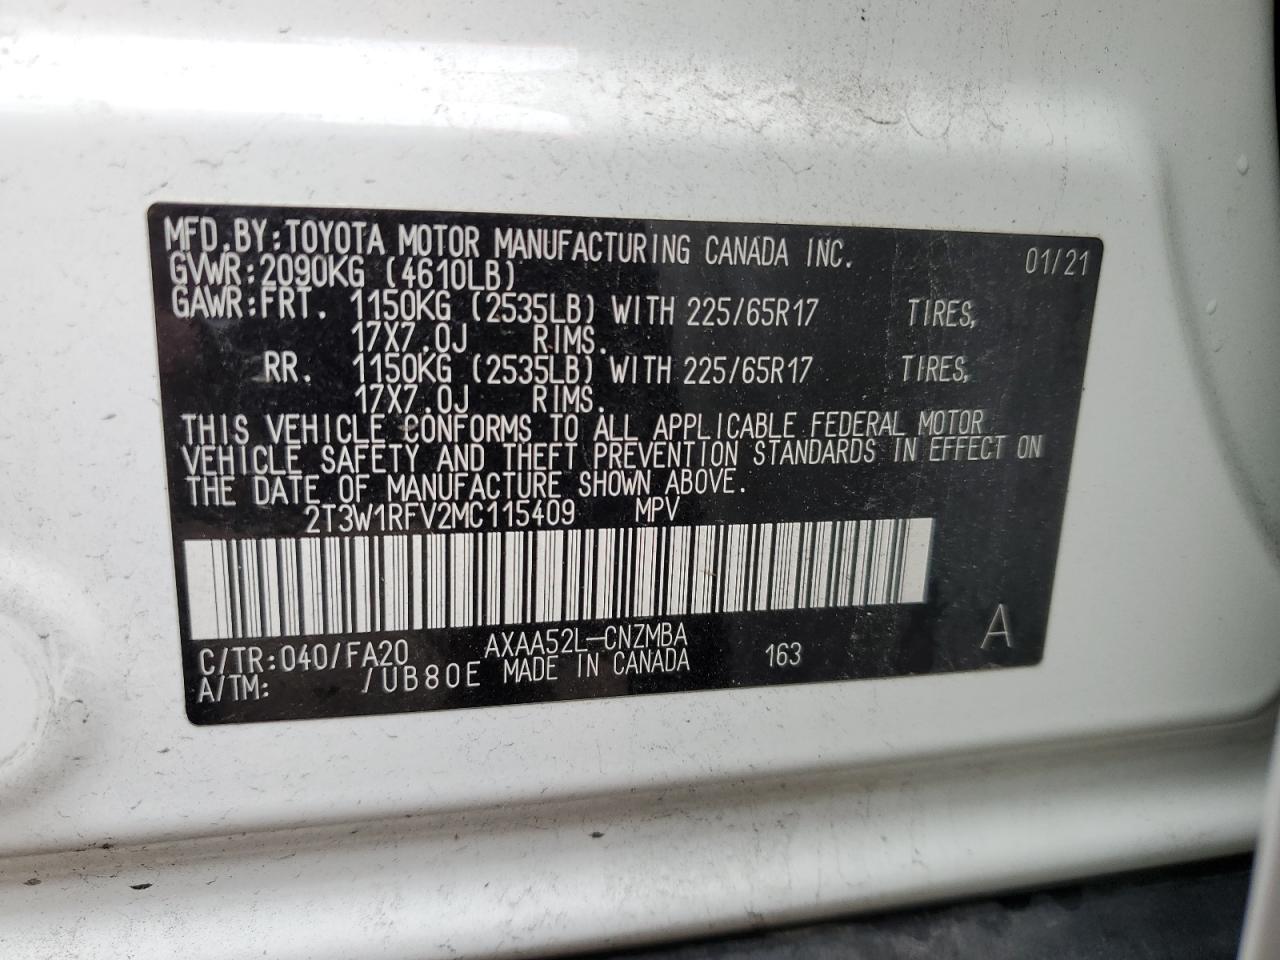 MFD.BY:TOYOTA MOTOR MANUFACTURING CANADA INC. 01/21
GVWR:2090KG (4610LB)
GAWR:FRT. 1150KG (2535LB) WITH 225/65R17 TIRES,
17X7.0J RIMS.
RR. 1150KG (2535LB) WITH 225/65R17 TIRES,
17X7.0J RIMS.
THIS VEHICLE CONFORMS TO ALL APPLICABLE FEDERAL MOTOR
VEHICLE SAFETY AND THEFT PREVENTION STANDARDS IN EFFECT ON
THE DATE OF MANUFACTURE SHOWN ABOVE.
2T3W1RFV2MC115409 MPV
C/TR:040/FA20 AXAA52L-CNZMBA 163 A
A/TM: /UB80E MADE IN CANADA